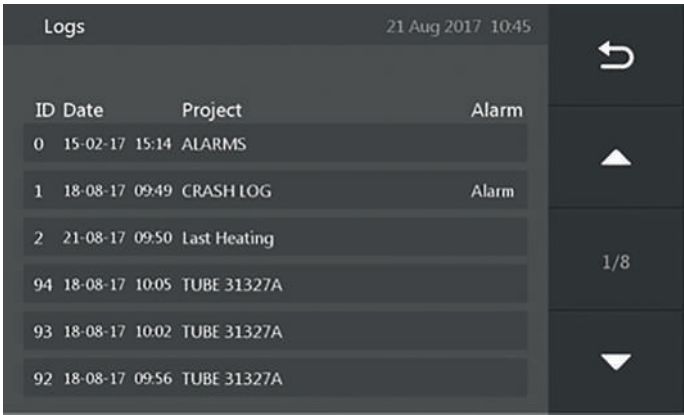 Logs 21 Aug 2017 10:45
ID Date Project Alarm
0 15-02-17 15:14 ALARMS
1 18-08-17 09:49 CRASH LOG Alarm
2 21-08-17 09:50 Last Heating
1/8
94 18-08-17 10:05 TUBE 31327A
93 18-08-17 10:02 TUBE 31327A
92 18-08-17 09:56 TUBE 31327A